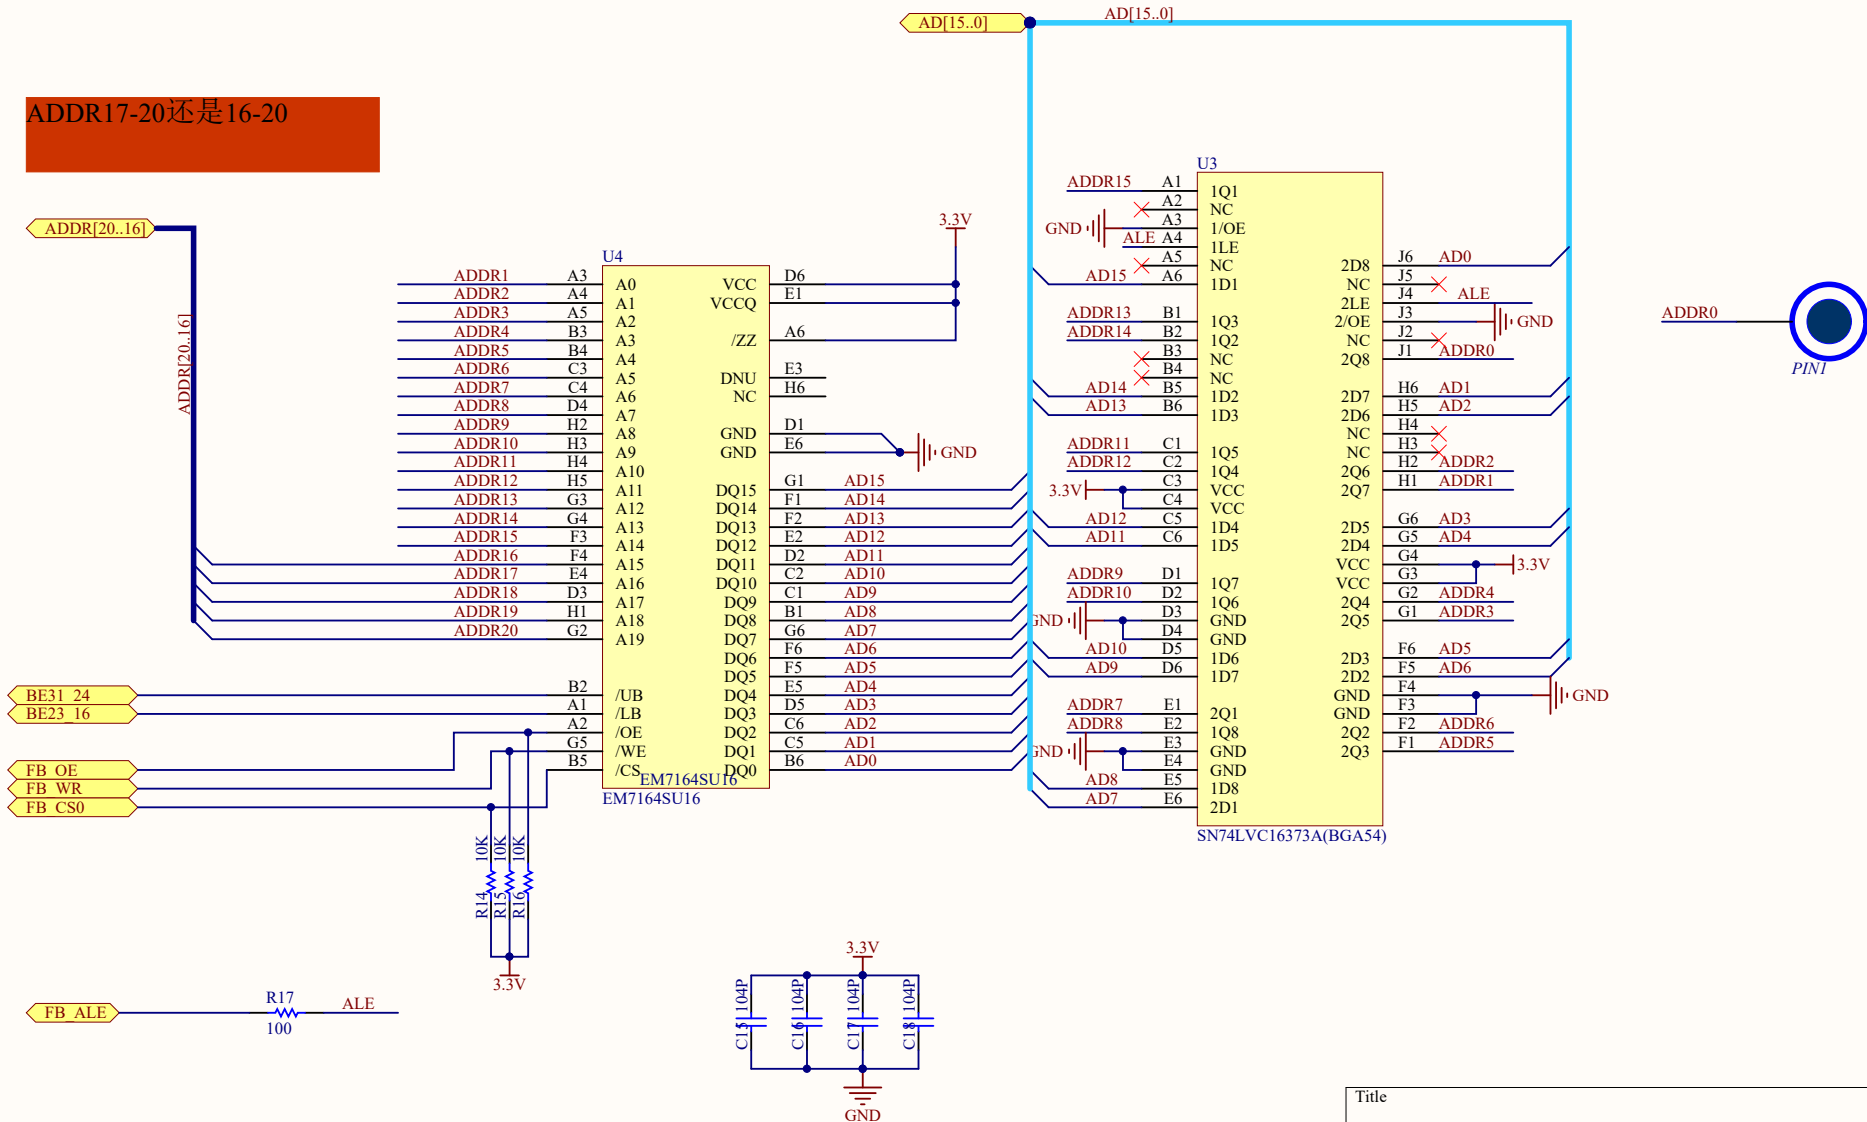 AD[15..0]
AD[15..0]
ADDR17-20还是16-20
ADDR[20..16]
ADDR[20..16]
U4
ADDR1 A3 A0
ADDR2 A4 A1
ADDR3 A5 A2
ADDR4 B3 A3
ADDR5 B4 A4
ADDR6 C3 A5
ADDR7 C4 A6
ADDR8 D4 A7
ADDR9 H2 A8
ADDR10 H3 A9
ADDR11 H4 A10
ADDR12 H5 A11
ADDR13 G3 A12
ADDR14 G4 A13
ADDR15 F3 A14
ADDR16 F4 A15
ADDR17 E4 A16
ADDR18 D3 A17
ADDR19 H1 A18
ADDR20 G2 A19
BE31_24 B2 /UB
BE23_16 A1 /LB
A2 /OE
G5 /WE
B5 /CS
FB_OE
FB_WR
FB_CS0
3.3V
VCC D6
VCCQ E1
/ZZ A6
DNU E3
NC H6
GND D1
GND E6
GND
DQ15 G1 AD15
DQ14 F1 AD14
DQ13 F2 AD13
DQ12 E2 AD12
DQ11 D2 AD11
DQ10 C2 AD10
DQ9 C1 AD9
DQ8 B1 AD8
DQ7 G6 AD7
DQ6 F6 AD6
DQ5 F5 AD5
DQ4 E5 AD4
DQ3 D5 AD3
DQ2 C6 AD2
DQ1 C5 AD1
DQ0 B6 AD0
EM7164SU16
EM7164SU16
R14 10K
R15 10K
R16 10K
3.3V
FB_ALE
R17
100
ALE
3.3V
C15 104P
C16 104P
C17 104P
C18 104P
GND
U3
ADDR15 A1 1Q1
A2 NC
GND A3 1/OE
ALE A4 1LE
A5 NC
AD15 A6 1D1
ADDR13 B1 1Q3
ADDR14 B2 1Q2
B3 NC
B4 NC
AD14 B5 1D2
AD13 B6 1D3
ADDR11 C1 1Q5
ADDR12 C2 1Q4
3.3V C3 VCC
C4 VCC
AD12 C5 1D4
AD11 C6 1D5
ADDR9 D1 1Q7
ADDR10 D2 1Q6
GND D3 GND
D4 GND
AD10 D5 1D6
AD9 D6 1D7
ADDR7 E1 2Q1
ADDR8 E2 1Q8
GND E3 GND
E4 GND
AD8 E5 1D8
AD7 E6 2D1
2D8 J6 AD0
NC J5
2LE J4 ALE
2/OE J3 GND
NC J2
2Q8 J1 ADDR0
2D7 H6 AD1
2D6 H5 AD2
NC H4
NC H3
2Q6 H2 ADDR2
2Q7 H1 ADDR1
2D5 G6 AD3
2D4 G5 AD4
VCC G4 3.3V
VCC G3
2Q4 G2 ADDR4
2Q5 G1 ADDR3
2D3 F6 AD5
2D2 F5 AD6
GND F4 GND
GND F3
2Q2 F2 ADDR6
2Q3 F1 ADDR5
SN74LVC16373A(BGA54)
ADDR0
PIN1
Title